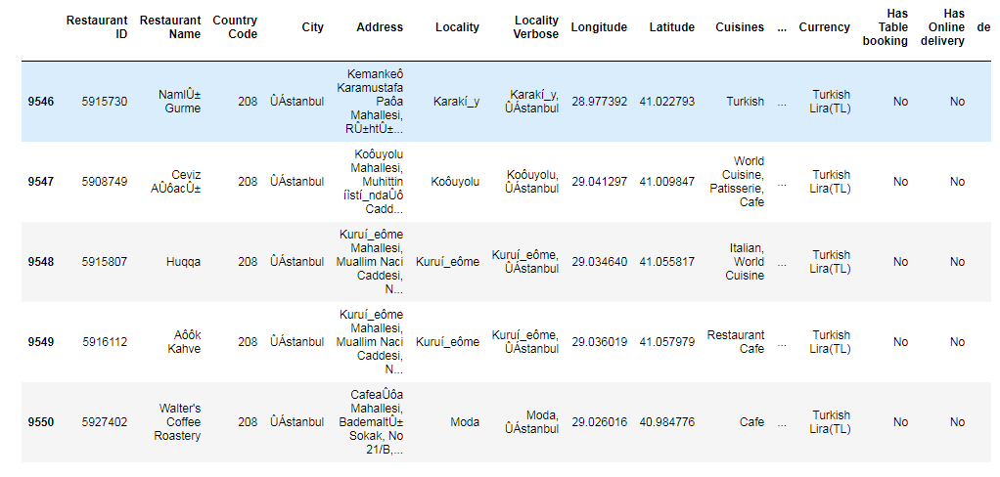 Restaurant ID Restaurant Name Country Code City Address Locality Locality Verbose Longitude Latitude Cuisines ... Currency Has Table booking Has Online delivery de
9546 5915730 NamlÛ± Gurme 208 ÛÁstanbul Kemankeô Karamustafa Paôa Mahallesi, RÛ±htÛ±... Karakí_y Karakí_y, ÛÁstanbul 28.977392 41.022793 Turkish ... Turkish Lira(TL) No No
9547 5908749 Ceviz AÛôacÛ± 208 ÛÁstanbul Koôuyolu Mahallesi, Muhittin íìstí_ndaÛô Cadd... Koôuyolu Koôuyolu, ÛÁstanbul 29.041297 41.009847 World Cuisine, Patisserie, Cafe ... Turkish Lira(TL) No No
9548 5915807 Huqqa 208 ÛÁstanbul Kuruí_eôme Mahallesi, Muallim Naci Caddesi, N... Kuruí_eôme Kuruí_eôme, ÛÁstanbul 29.034640 41.055817 Italian, World Cuisine ... Turkish Lira(TL) No No
9549 5916112 Aôôk Kahve 208 ÛÁstanbul Kuruí_eôme Mahallesi, Muallim Naci Caddesi, N... Kuruí_eôme Kuruí_eôme, ÛÁstanbul 29.036019 41.057979 Restaurant Cafe ... Turkish Lira(TL) No No
9550 5927402 Walter's Coffee Roastery 208 ÛÁstanbul CafeaÛôa Mahallesi, BademaltÛ± Sokak, No 21/B,... Moda Moda, ÛÁstanbul 29.026016 40.984776 Cafe ... Turkish Lira(TL) No No